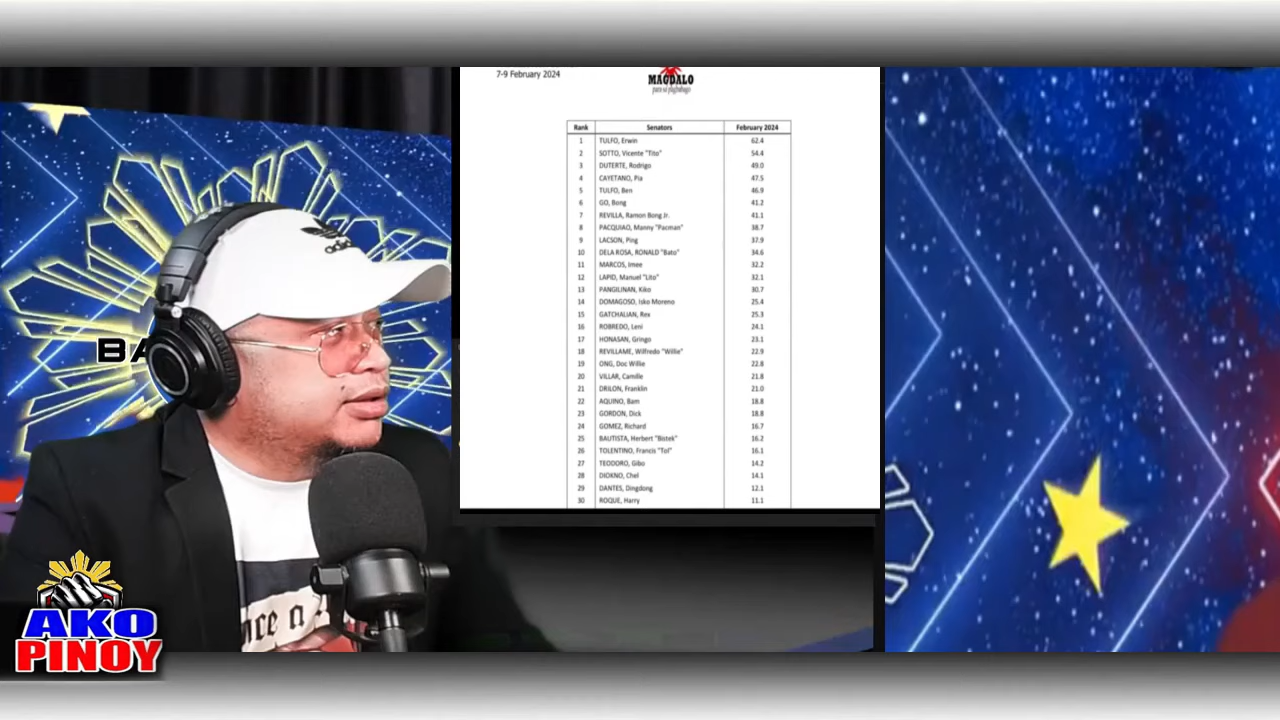 7-9 February 2024
MAGDALO
para sa pagbabago
Rank Senators February 2024
1 TULFO, Erwin 62.4
2 SOTTO, Vicente "Tito" 54.4
3 DUTERTE, Rodrigo 49.0
4 CAYETANO, Pia 47.5
5 TULFO, Ben 46.9
6 GO, Bong 41.2
7 REVILLA, Ramon Bong Jr. 41.1
8 PACQUIAO, Manny "Pacman" 38.7
9 LACSON, Ping 37.9
10 DELA ROSA, RONALD "Bato" 34.6
11 MARCOS, Imee 32.2
12 LAPID, Manuel "Lito" 32.1
13 PANGILINAN, Kiko 30.7
14 DOMAGOSO, Isko Moreno 25.4
15 GATCHALIAN, Rex 25.3
16 ROBREDO, Leni 24.1
17 HONASAN, Gringo 23.1
18 REVILLAME, Wilfredo "Willie" 22.9
19 ONG, Doc Willie 22.8
20 VILLAR, Camille 21.8
21 DRILON, Franklin 21.0
22 AQUINO, Bam 18.8
23 GORDON, Dick 18.8
24 GOMEZ, Richard 16.7
25 BAUTISTA, Herbert "Bistek" 16.2
26 TOLENTINO, Francis "Tol" 16.1
27 TEODORO, Gibo 14.2
28 DIOKNO, Chel 14.1
29 DANTES, Dingdong 12.1
30 ROQUE, Harry 11.1
adidas
BA
nce a
AKO
PINOY